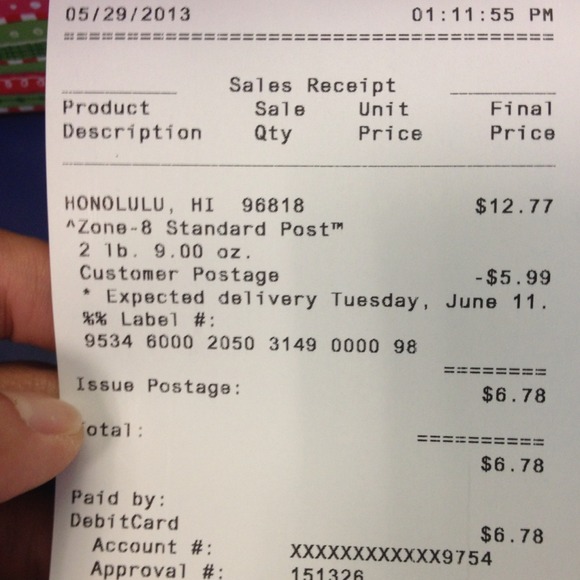 05/29/2013 01:11:55 PM
==========================================
Sales Receipt
Product Sale Unit Final
Description Qty Price Price
HONOLULU, HI 96818 $12.77
^Zone-8 Standard Post™
2 lb. 9.00 oz.
Customer Postage -$5.99
* Expected delivery Tuesday, June 11.
%% Label #:
9534 6000 2050 3149 0000 98
========
Issue Postage: $6.78
otal:
==========
$6.78
Paid by:
DebitCard $6.78
Account #: XXXXXXXXXXXX9754
Approval #: 151326